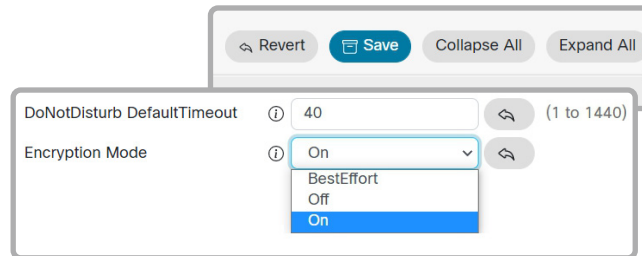 Revert Save Collapse All Expand All
DoNotDisturb DefaultTimeout 40 (1 to 1440)
Encryption Mode On
BestEffort
Off
On